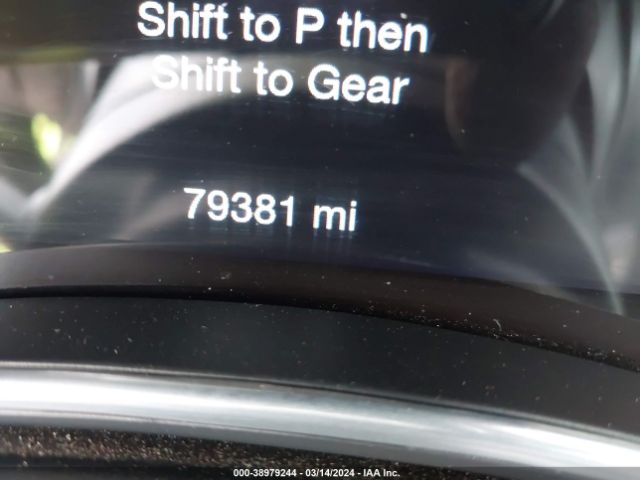 Shift to P then
Shift to Gear
79381 mi
000-38979244 - 03/14/2024 - IAA Inc.